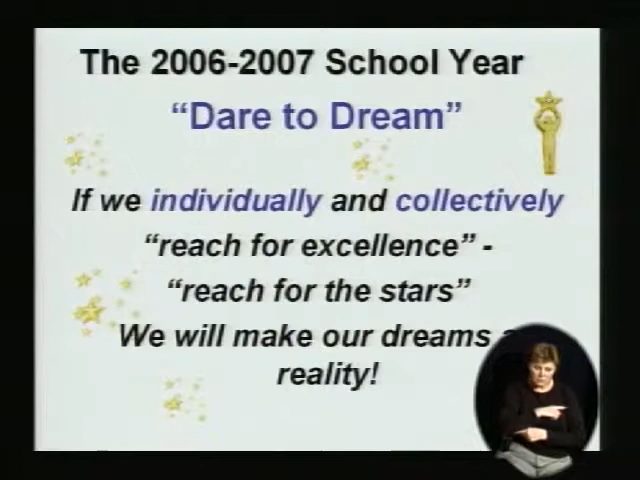 The 2006-2007 School Year
“Dare to Dream”
If we individually and collectively
“reach for excellence” -
“reach for the stars”
We will make our dreams a
reality!